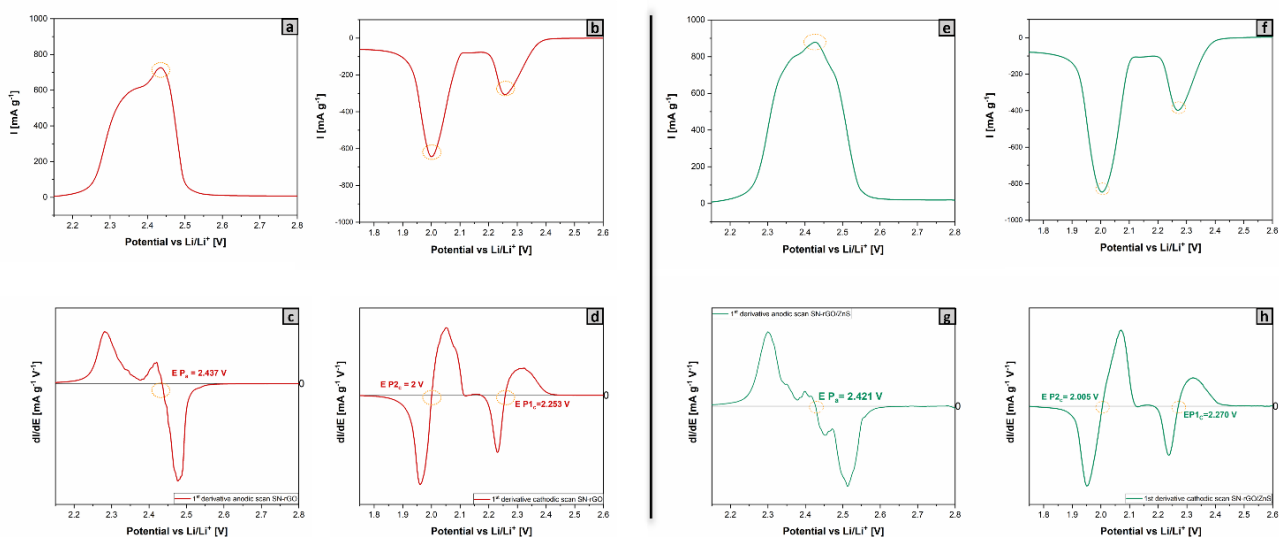 a
1000
800
600
400
200
0
I [mA g⁻¹]
2.2 2.3 2.4 2.5 2.6 2.7 2.8
Potential vs Li/Li⁺ [V]
b
0
-200
-400
-600
-800
-1000
I [mA g⁻¹]
1.8 1.9 2.0 2.1 2.2 2.3 2.4 2.5 2.6
Potential vs Li/Li⁺ [V]
e
1000
800
600
400
200
0
I [mA g⁻¹]
2.2 2.3 2.4 2.5 2.6 2.7 2.8
Potential vs Li/Li⁺ [V]
f
0
-200
-400
-600
-800
-1000
I [mA g⁻¹]
1.8 1.9 2.0 2.1 2.2 2.3 2.4 2.5 2.6
Potential vs Li/Li⁺ [V]
c
E Pₐ = 2.437 V
0
dI/dE [mA g⁻¹ V⁻¹]
1ˢᵗ derivative anodic scan SN-rGO
2.2 2.3 2.4 2.5 2.6 2.7 2.8
Potential vs Li/Li⁺ [V]
d
E P2꜀ = 2 V
0
E P1꜀=2.253 V
dI/dE [mA g⁻¹ V⁻¹]
1ˢᵗ derivative cathodic scan SN-rGO
1.8 1.9 2.0 2.1 2.2 2.3 2.4 2.5 2.6
Potential vs Li/Li⁺ [V]
1ˢᵗ derivative anodic scan SN-rGO/ZnS
g
E Pₐ= 2.421 V
0
dI/dE [mA g⁻¹ V⁻¹]
2.2 2.3 2.4 2.5 2.6 2.7 2.8
Potential vs Li/Li⁺ [V]
h
E P2꜀ = 2.005 V
0
EP1꜀=2.270 V
dI/dE [mA g⁻¹ V⁻¹]
1st derivative cathodic scan SN-rGO/ZnS
1.8 1.9 2.0 2.1 2.2 2.3 2.4 2.5 2.6
Potential vs Li/Li⁺ [V]